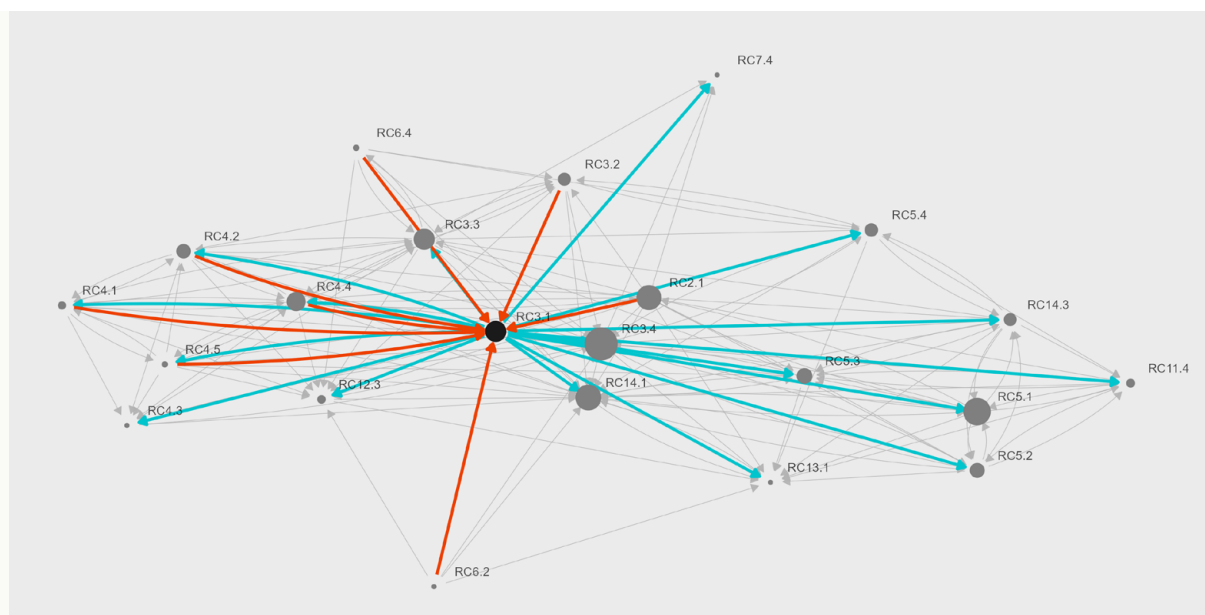 RC7.4
RC6.4
RC3.2
RC5.4
RC3.3
RC4.2
RC2.1
RC4.4
RC4.1
RC14.3
RC3.1
RC3.4
RC4.5
RC5.3
RC11.4
RC12.3
RC14.1
RC5.1
RC4.3
RC5.2
RC13.1
RC6.2